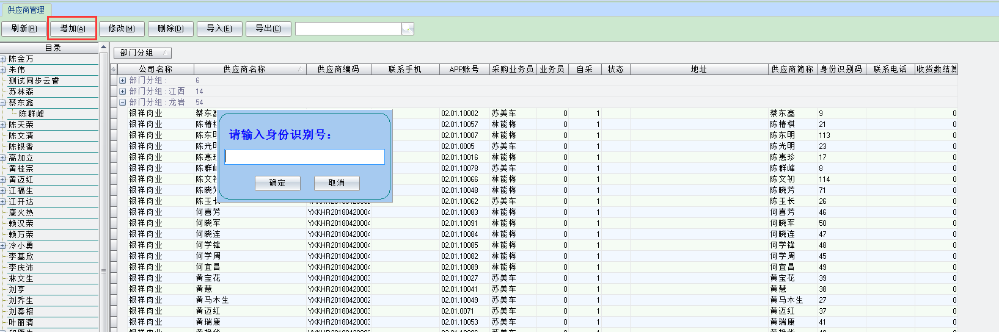 供应商管理
刷新(R) 增加(A) 修改(M) 删除(D) 导入(E) 导出(C)
目录
陈金万
朱伟
测试同步云睿
苏林森
蔡东鑫
陈群峰
陈天荣
陈文清
陈银香
高加立
黄桂宗
黄迈红
江福生
江开达
康火热
赖汉荣
赖万荣
冷小勇
李基欣
李庆沛
林文生
刘亨
刘乔生
刘秦榕
叶丽清
部门分组
公司名称 供应商名称 供应商编码 联系手机 APP账号 采购业务员 业务员 自采 状态 地址 供应商简称 身份识别码 联系电话 收货数结算
部门分组: 6
部门分组:江西 14
部门分组:龙岩 54
银祥肉业 蔡东鑫 02.01.10002 苏美车 0 1 蔡东鑫 9 0
银祥肉业 陈椿棋 02.01.10057 林能梅 0 1 陈椿棋 21 0
银祥肉业 陈东明 02.01.10007 林能梅 0 1 陈东明 113 0
银祥肉业 陈光明 02.01.0005 苏美车 0 1 陈光明 23 0
银祥肉业 陈惠珍 02.01.10016 林能梅 0 1 陈惠珍 17 0
银祥肉业 陈群峰 02.01.10078 苏美车 0 1 陈群峰 8 0
银祥肉业 陈文初 02.01.10066 林能梅 0 1 陈文初 114 0
银祥肉业 陈晓芳 02.01.10048 林能梅 0 1 陈晓芳 71 0
银祥肉业 陈玉长 02.01.10062 苏美车 0 1 陈玉长 26 0
银祥肉业 何喜芳 YXKHR20180420004 02.01.10083 林能梅 0 1 何喜芳 46 0
银祥肉业 何晓军 YXKHR20180420004 02.01.10091 林能梅 0 1 何晓军 50 0
银祥肉业 何晓连 YXKHR20180420004 02.01.10084 林能梅 0 1 何晓连 47 0
银祥肉业 何学锋 YXKHR20180420004 02.01.10085 林能梅 0 1 何学锋 48 0
银祥肉业 何学周 YXKHR20180420004 02.01.10082 林能梅 0 1 何学周 45 0
银祥肉业 何宜昌 YXKHR20180420004 02.01.10089 林能梅 0 1 何宜昌 49 0
银祥肉业 黄宝花 YXKHR20180420003 02.01.10027 苏美车 0 1 黄宝花 39 0
银祥肉业 黄慧 YXKHR20180420003 02.01.10041 苏美车 0 1 黄慧 38 0
银祥肉业 黄马木生 YXKHR20180420002 02.01.10049 苏美车 0 1 黄马木生 27 0
银祥肉业 黄迈红 YXKHR20180420003 02.01.0071 苏美车 0 1 黄迈红 37 0
银祥肉业 黄瑞康 YXKHR20180420003 02.01.10053 苏美车 0 1 黄瑞康 41 0
请输入身份识别号:
确定 取消